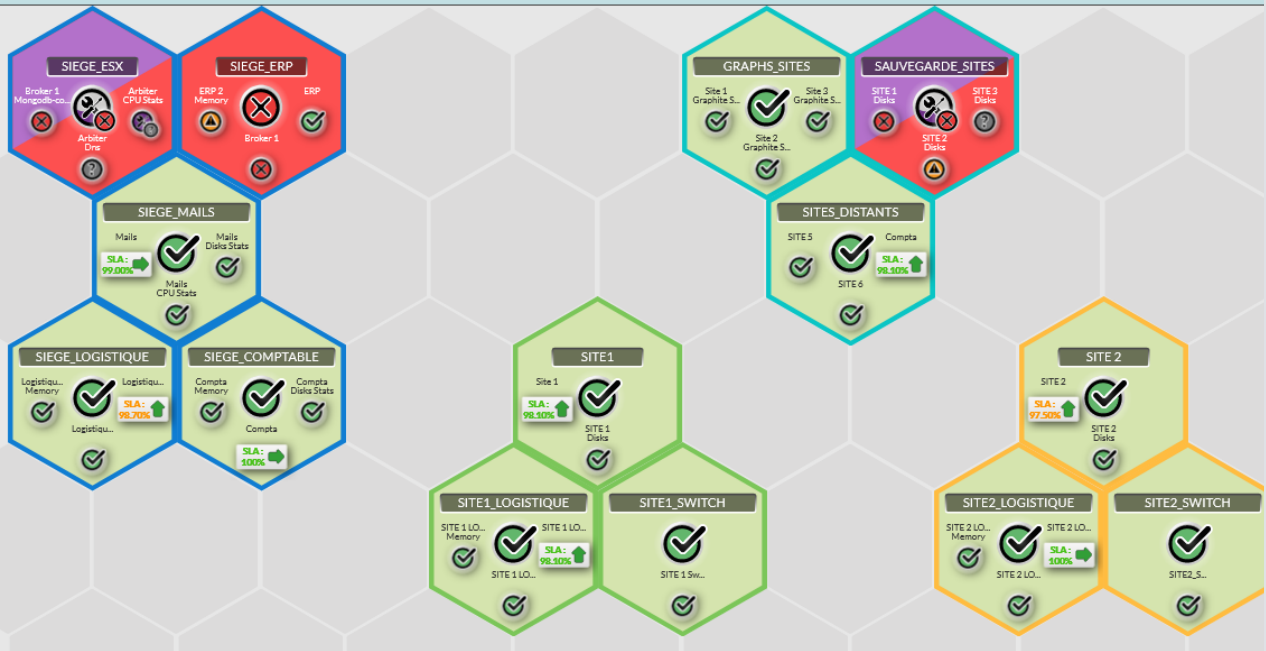 SIEGE_ESX
Broker 1
Mongodb-co...
Arbiter
CPU Stats
Arbiter
Dns
SIEGE_ERP
ERP 2
Memory
ERP
Broker 1
GRAPHS_SITES
Site 1
Graphite S...
Site 3
Graphite S...
Site 2
Graphite S...
SAUVEGARDE_SITES
SITE 1
Disks
SITE 3
Disks
SITE 2
Disks
SIEGE_MAILS
Mails
SLA:
99.00%
Mails
Disks Stats
Mails
CPU Stats
SITES_DISTANTS
SITE 5
Compta
SLA:
98.10%
SITE 6
SIEGE_LOGISTIQUE
Logistiqu...
Memory
Logistiqu...
SLA:
98.70%
Logistiqu...
SIEGE_COMPTABLE
Compta
Memory
Compta
Disks Stats
Compta
SLA:
100%
SITE1
Site 1
SLA:
98.10%
SITE 1
Disks
SITE 2
SITE 2
SLA:
97.50%
SITE 2
Disks
SITE1_LOGISTIQUE
SITE 1 LO...
Memory
SITE 1 LO...
SLA:
98.10%
SITE 1 LO...
SITE1_SWITCH
SITE 1 Sw...
SITE2_LOGISTIQUE
SITE 2 LO...
Memory
SITE 2 LO...
SLA:
100%
SITE 2 LO...
SITE2_SWITCH
SITE2_S...